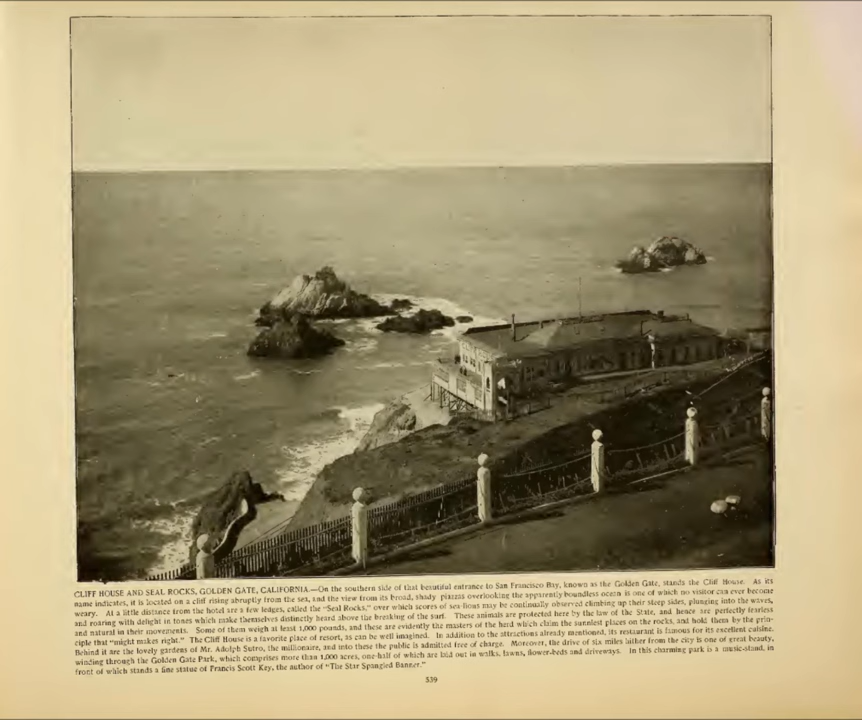 CLIFF HOUSE AND SEAL ROCKS, GOLDEN GATE, CALIFORNIA.—On the southern side of that beautiful entrance to San Francisco Bay, known as the Golden Gate, stands the Cliff House. As its
name indicates, it is located on a cliff rising abruptly from the sea, and the view from its broad, shady piazzas overlooking the apparently boundless ocean is one of which no visitor can ever become
weary. At a little distance from the hotel are a few ledges, called the "Seal Rocks," over which scores of sea-lions may be continually observed climbing up their steep sides, plunging into the waves,
and roaring with delight in tones which make themselves distinctly heard above the breaking of the surf. These animals are protected here by the law of the State, and hence are perfectly fearless
and natural in their movements. Some of them weigh at least 1,000 pounds, and these are evidently the masters of the herd which claim the sunniest places on the rocks, and hold them by the prin-
ciple that "might makes right." The Cliff House is a favorite place of resort, as can be well imagined. In addition to the attractions already mentioned, its restaurant is famous for its excellent cuisine.
Behind it are the lovely gardens of Mr. Adolph Sutro, the millionaire, and into these the public is admitted free of charge. Moreover, the drive of six miles hither from the city is one of great beauty,
winding through the Golden Gate Park, which comprises more than 1,000 acres, one-half of which are laid out in walks, lawns, flower-beds and driveways. In this charming park is a music-stand, in
front of which stands a fine statue of Francis Scott Key, the author of "The Star Spangled Banner."
539